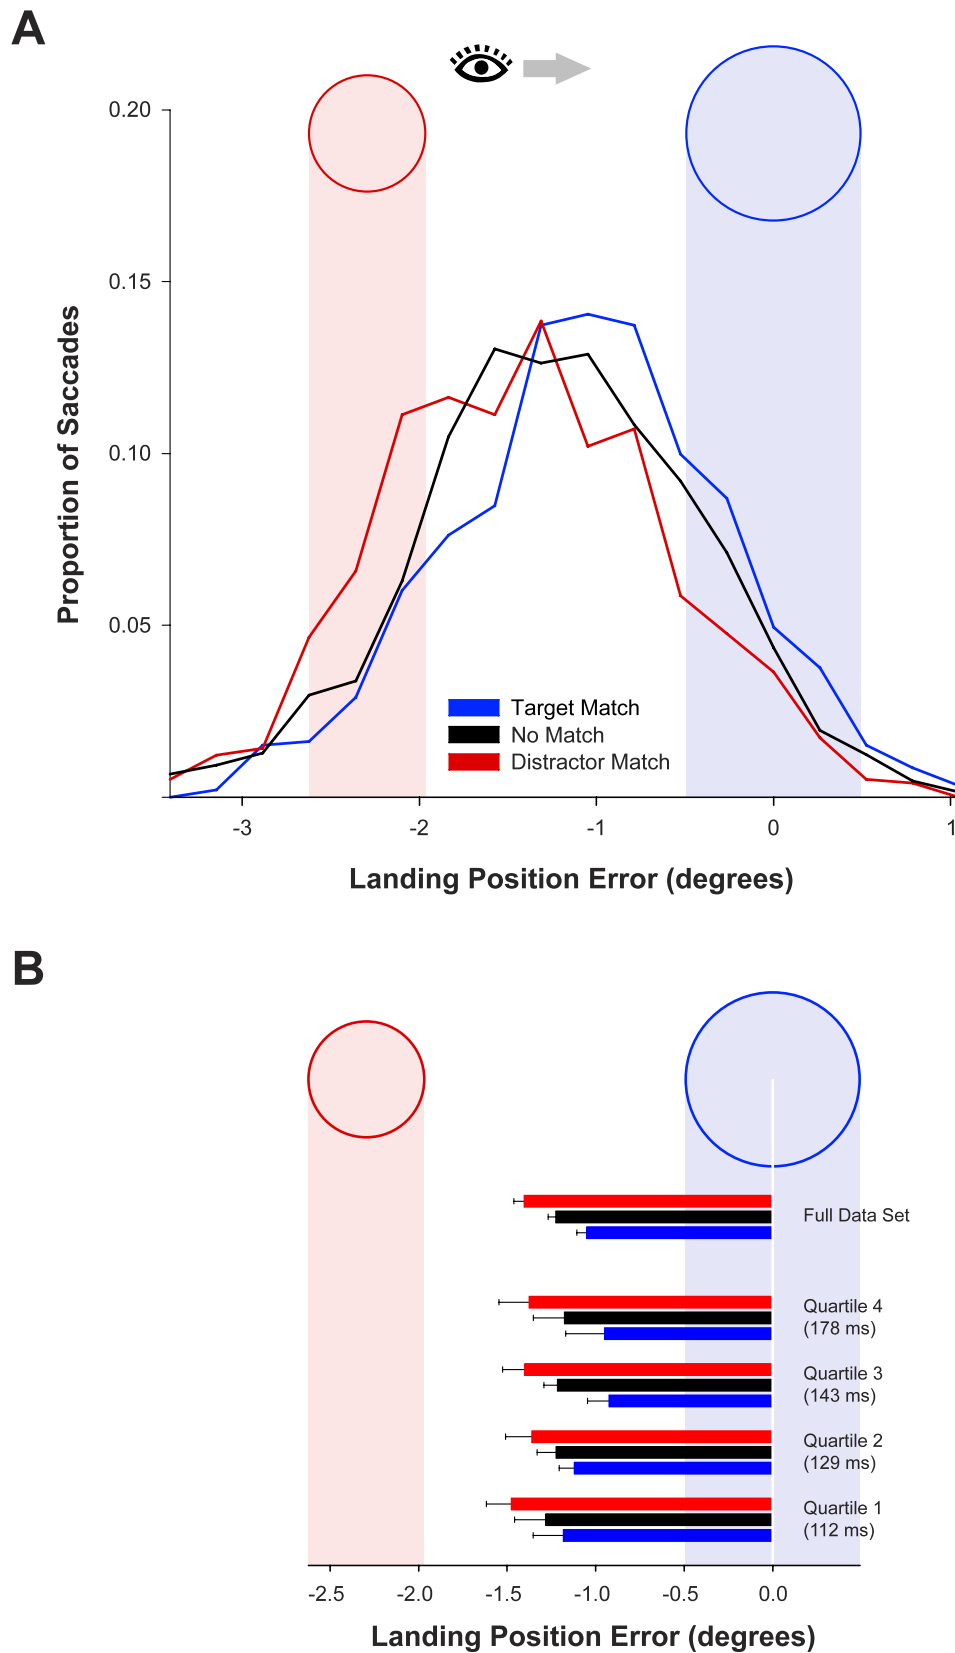 A
0.20
0.15
0.10
0.05
Proportion of Saccades
Target Match
No Match
Distractor Match
-3 -2 -1 0 1
Landing Position Error (degrees)
B
Full Data Set
Quartile 4
(178 ms)
Quartile 3
(143 ms)
Quartile 2
(129 ms)
Quartile 1
(112 ms)
-2.5 -2.0 -1.5 -1.0 -0.5 0.0
Landing Position Error (degrees)